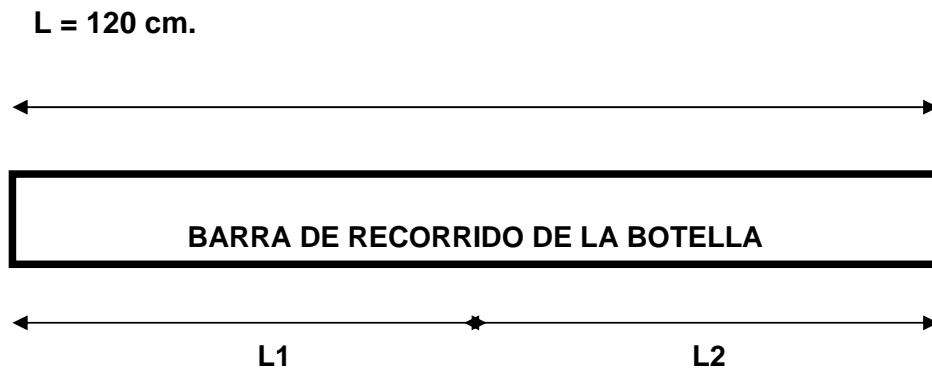 L = 120 cm.
BARRA DE RECORRIDO DE LA BOTELLA
L1 L2